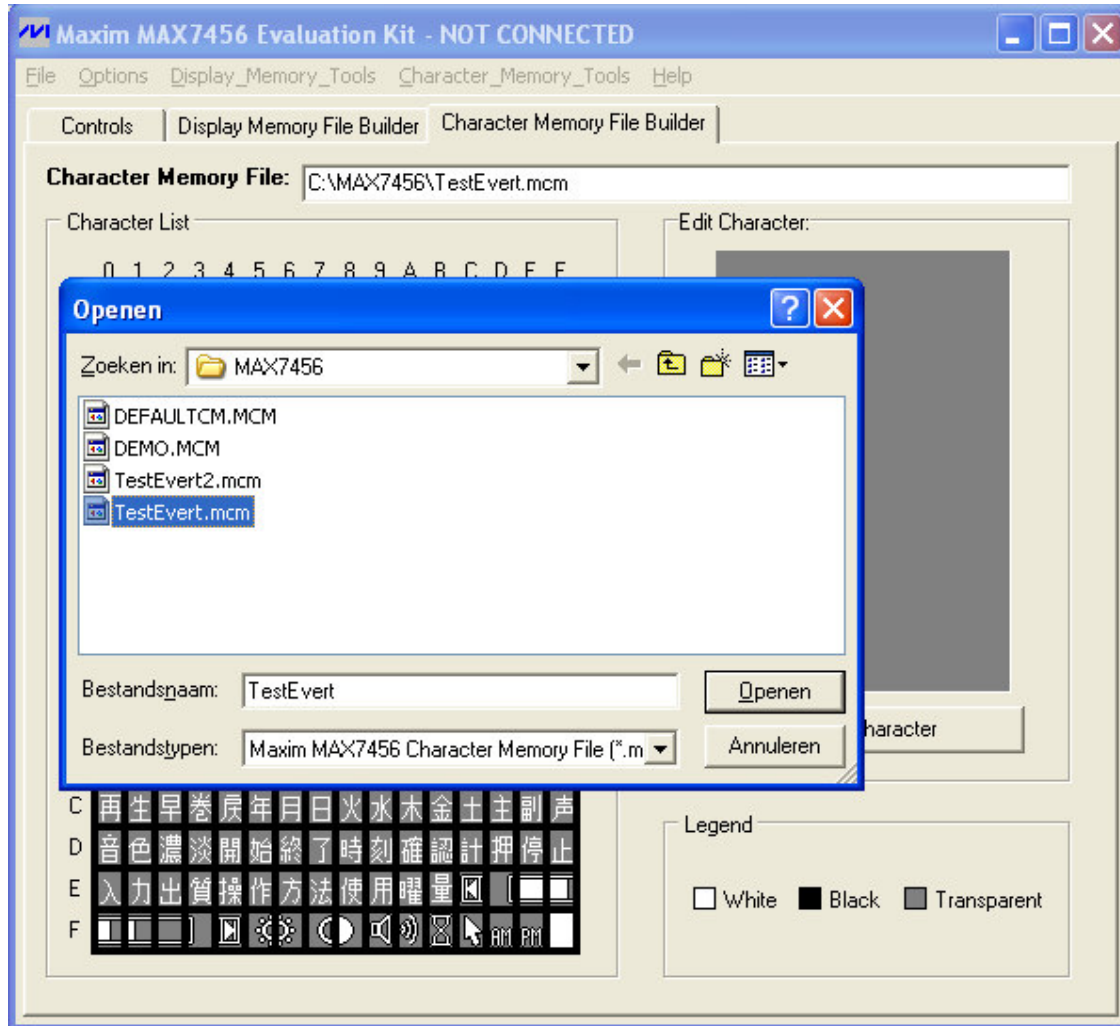 Maxim MAX7456 Evaluation Kit - NOT CONNECTED
File Options Display_Memory_Tools Character_Memory_Tools Help
Controls Display Memory File Builder Character Memory File Builder
Character Memory File: C:\MAX7456\TestEvert.mcm
Character List Edit Character:
0 1 2 3 4 5 6 7 8 9 A B C D E F
Openen
Zoeken in: MAX7456
DEFAULTCM.MCM
DEMO.MCM
TestEvert2.mcm
TestEvert.mcm
Bestandsnaam: TestEvert Openen
Bestandstypen: Maxim MAX7456 Character Memory File (*.m Annuleren
haracter
C 再生早巻戻年月日火水木金土主副声
D 音色濃淡開始終了時刻確認計押停止
E 入力出質操作方法使用曜量
F AM PM
Legend
White Black Transparent